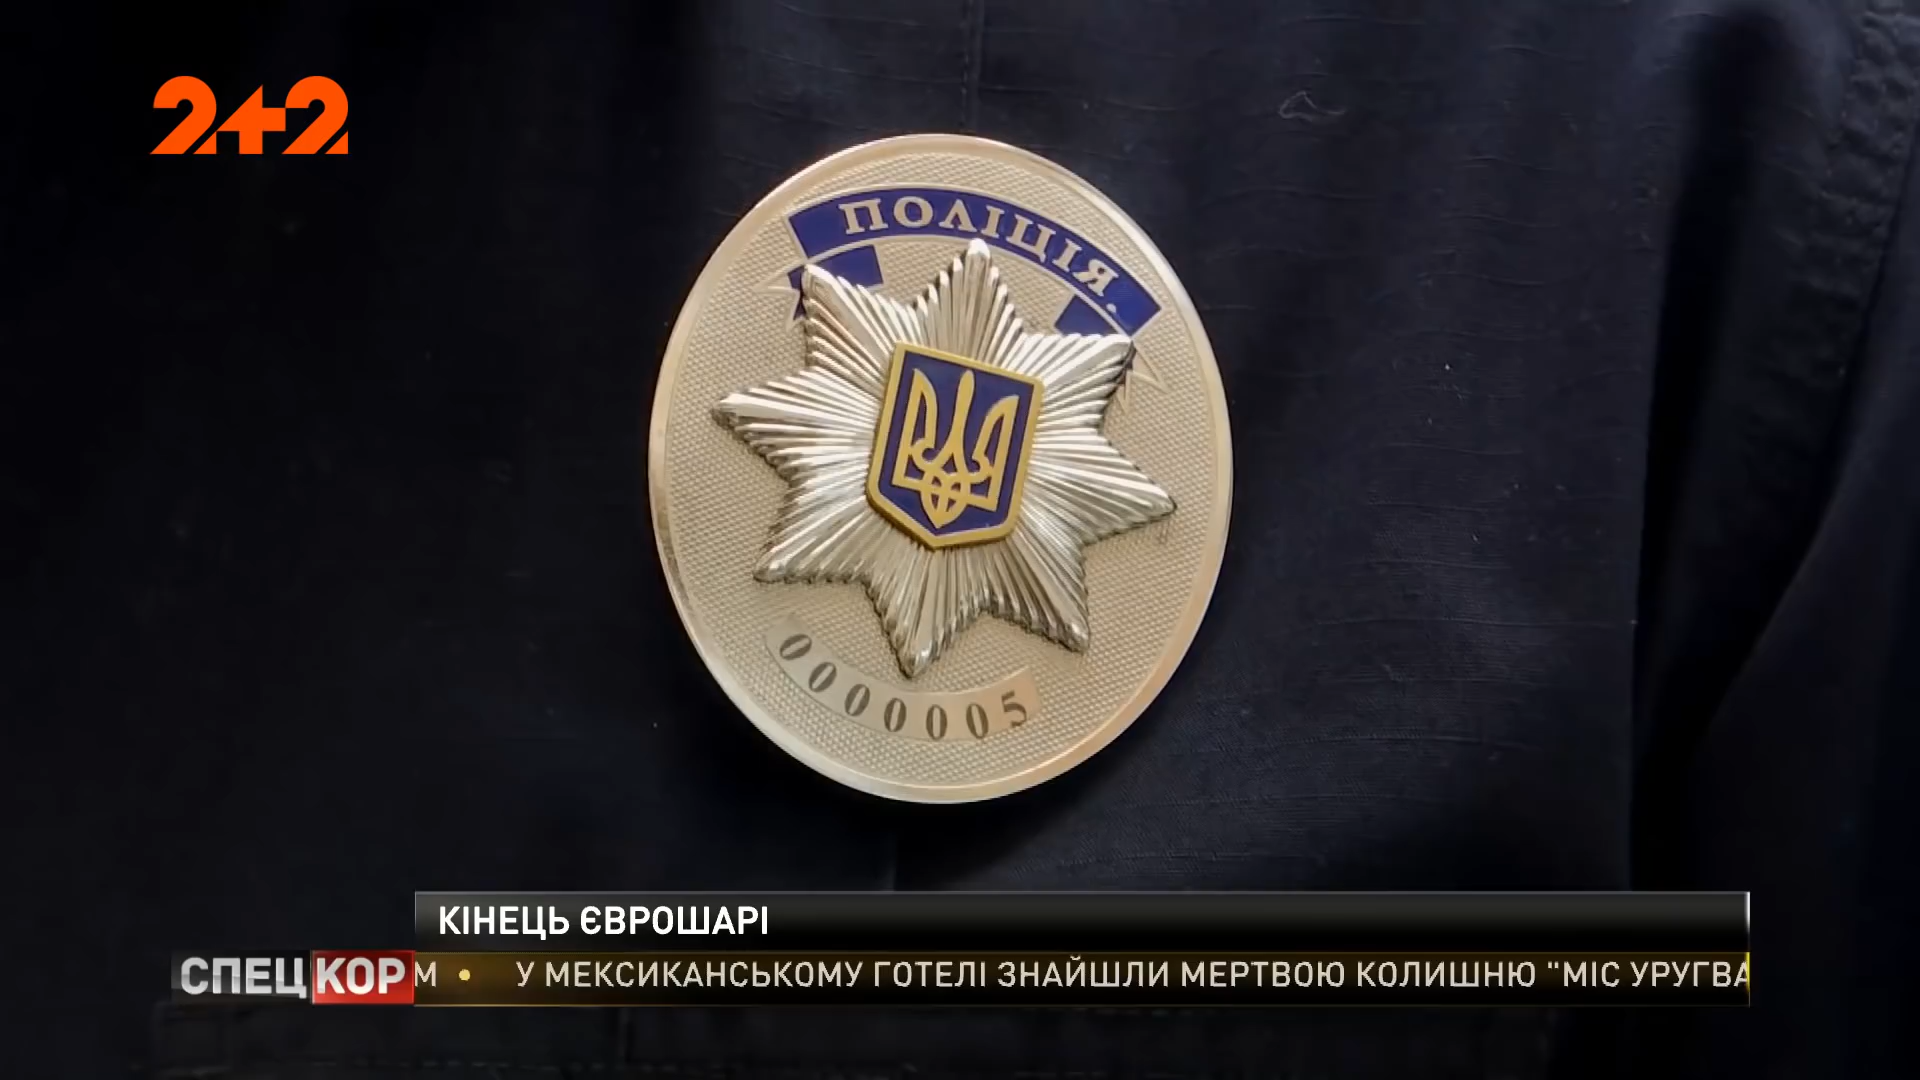 2+2
ПОЛІЦІЯ.
0000005
КІНЕЦЬ ЄВРОШАРІ
СПЕЦКОР
М • У МЕКСИКАНСЬКОМУ ГОТЕЛІ ЗНАЙШЛИ МЕРТВОЮ КОЛИШНЮ "МІС УРУГВА